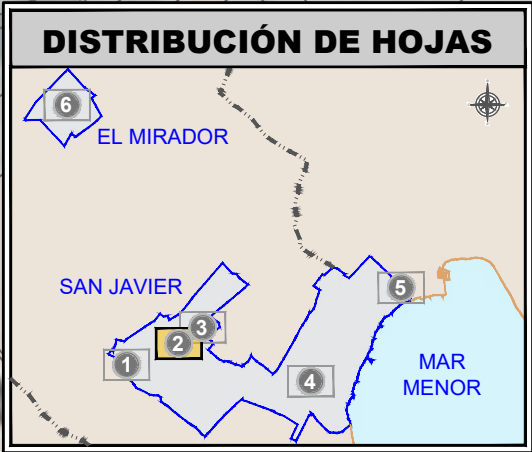 DISTRIBUCIÓN DE HOJAS
6
EL MIRADOR
SAN JAVIER
5
3
2
1
4
MAR
MENOR